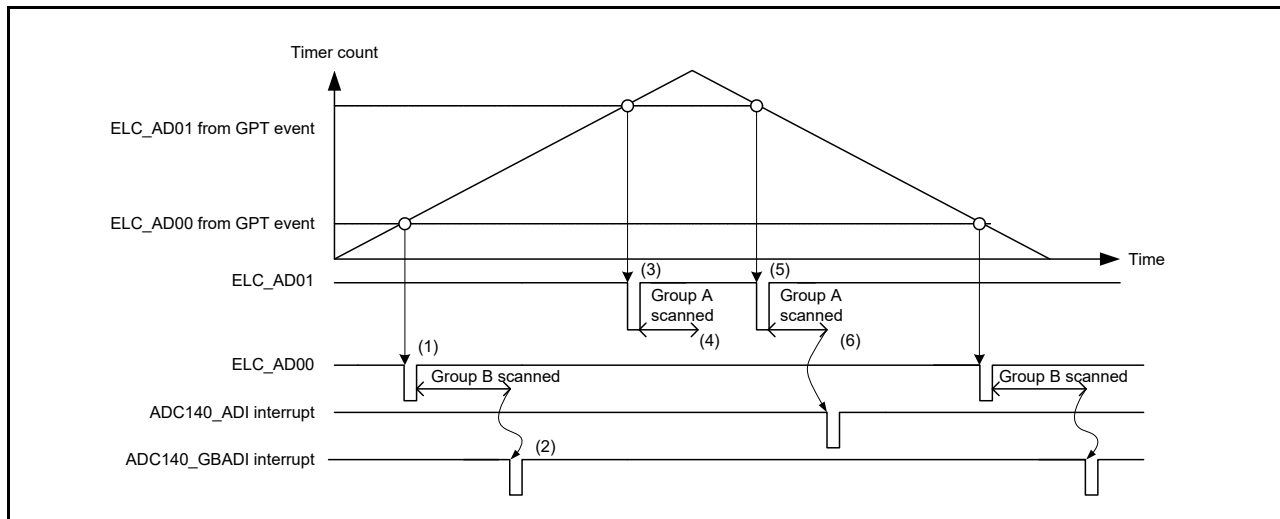 Timer count
ELC_AD01 from GPT event
ELC_AD00 from GPT event
Time
ELC_AD01
(3)
(5)
Group A
scanned
Group A
scanned
(4)
(6)
ELC_AD00
(1)
Group B scanned
Group B scanned
ADC140_ADI interrupt
(2)
ADC140_GBADI interrupt